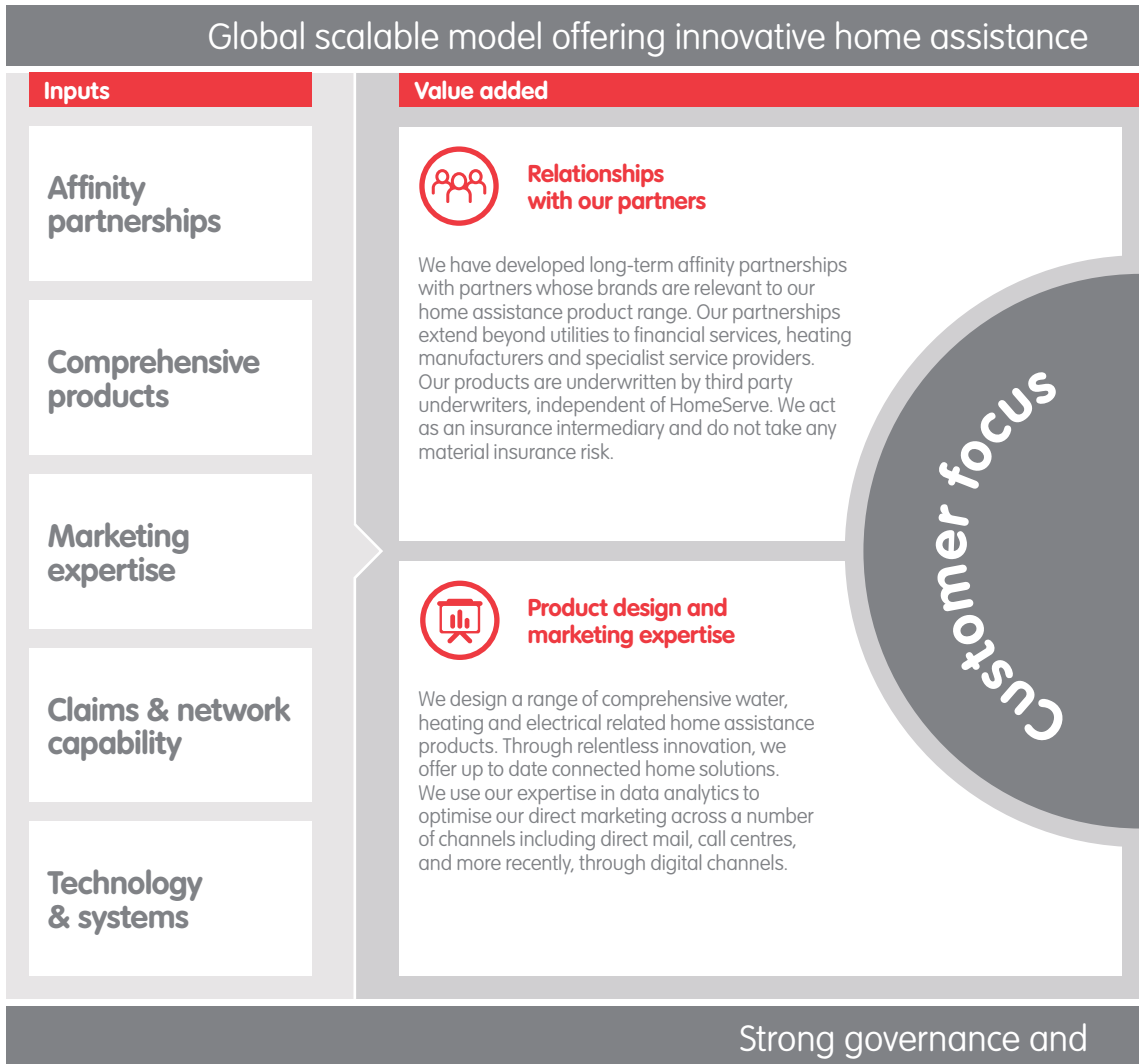 Global scalable model offering innovative home assistance
Inputs
Affinity
partnerships
Comprehensive
products
Marketing
expertise
Claims & network
capability
Technology
& systems
Value added
Relationships
with our partners
We have developed long-term affinity partnerships
with partners whose brands are relevant to our
home assistance product range. Our partnerships
extend beyond utilities to financial services, heating
manufacturers and specialist service providers.
Our products are underwritten by third party
underwriters, independent of HomeServe. We act
as an insurance intermediary and do not take any
material insurance risk.
Product design and
marketing expertise
We design a range of comprehensive water,
heating and electrical related home assistance
products. Through relentless innovation, we
offer up to date connected home solutions.
We use our expertise in data analytics to
optimise our direct marketing across a number
of channels including direct mail, call centres,
and more recently, through digital channels.
Customer focus
Strong governance and